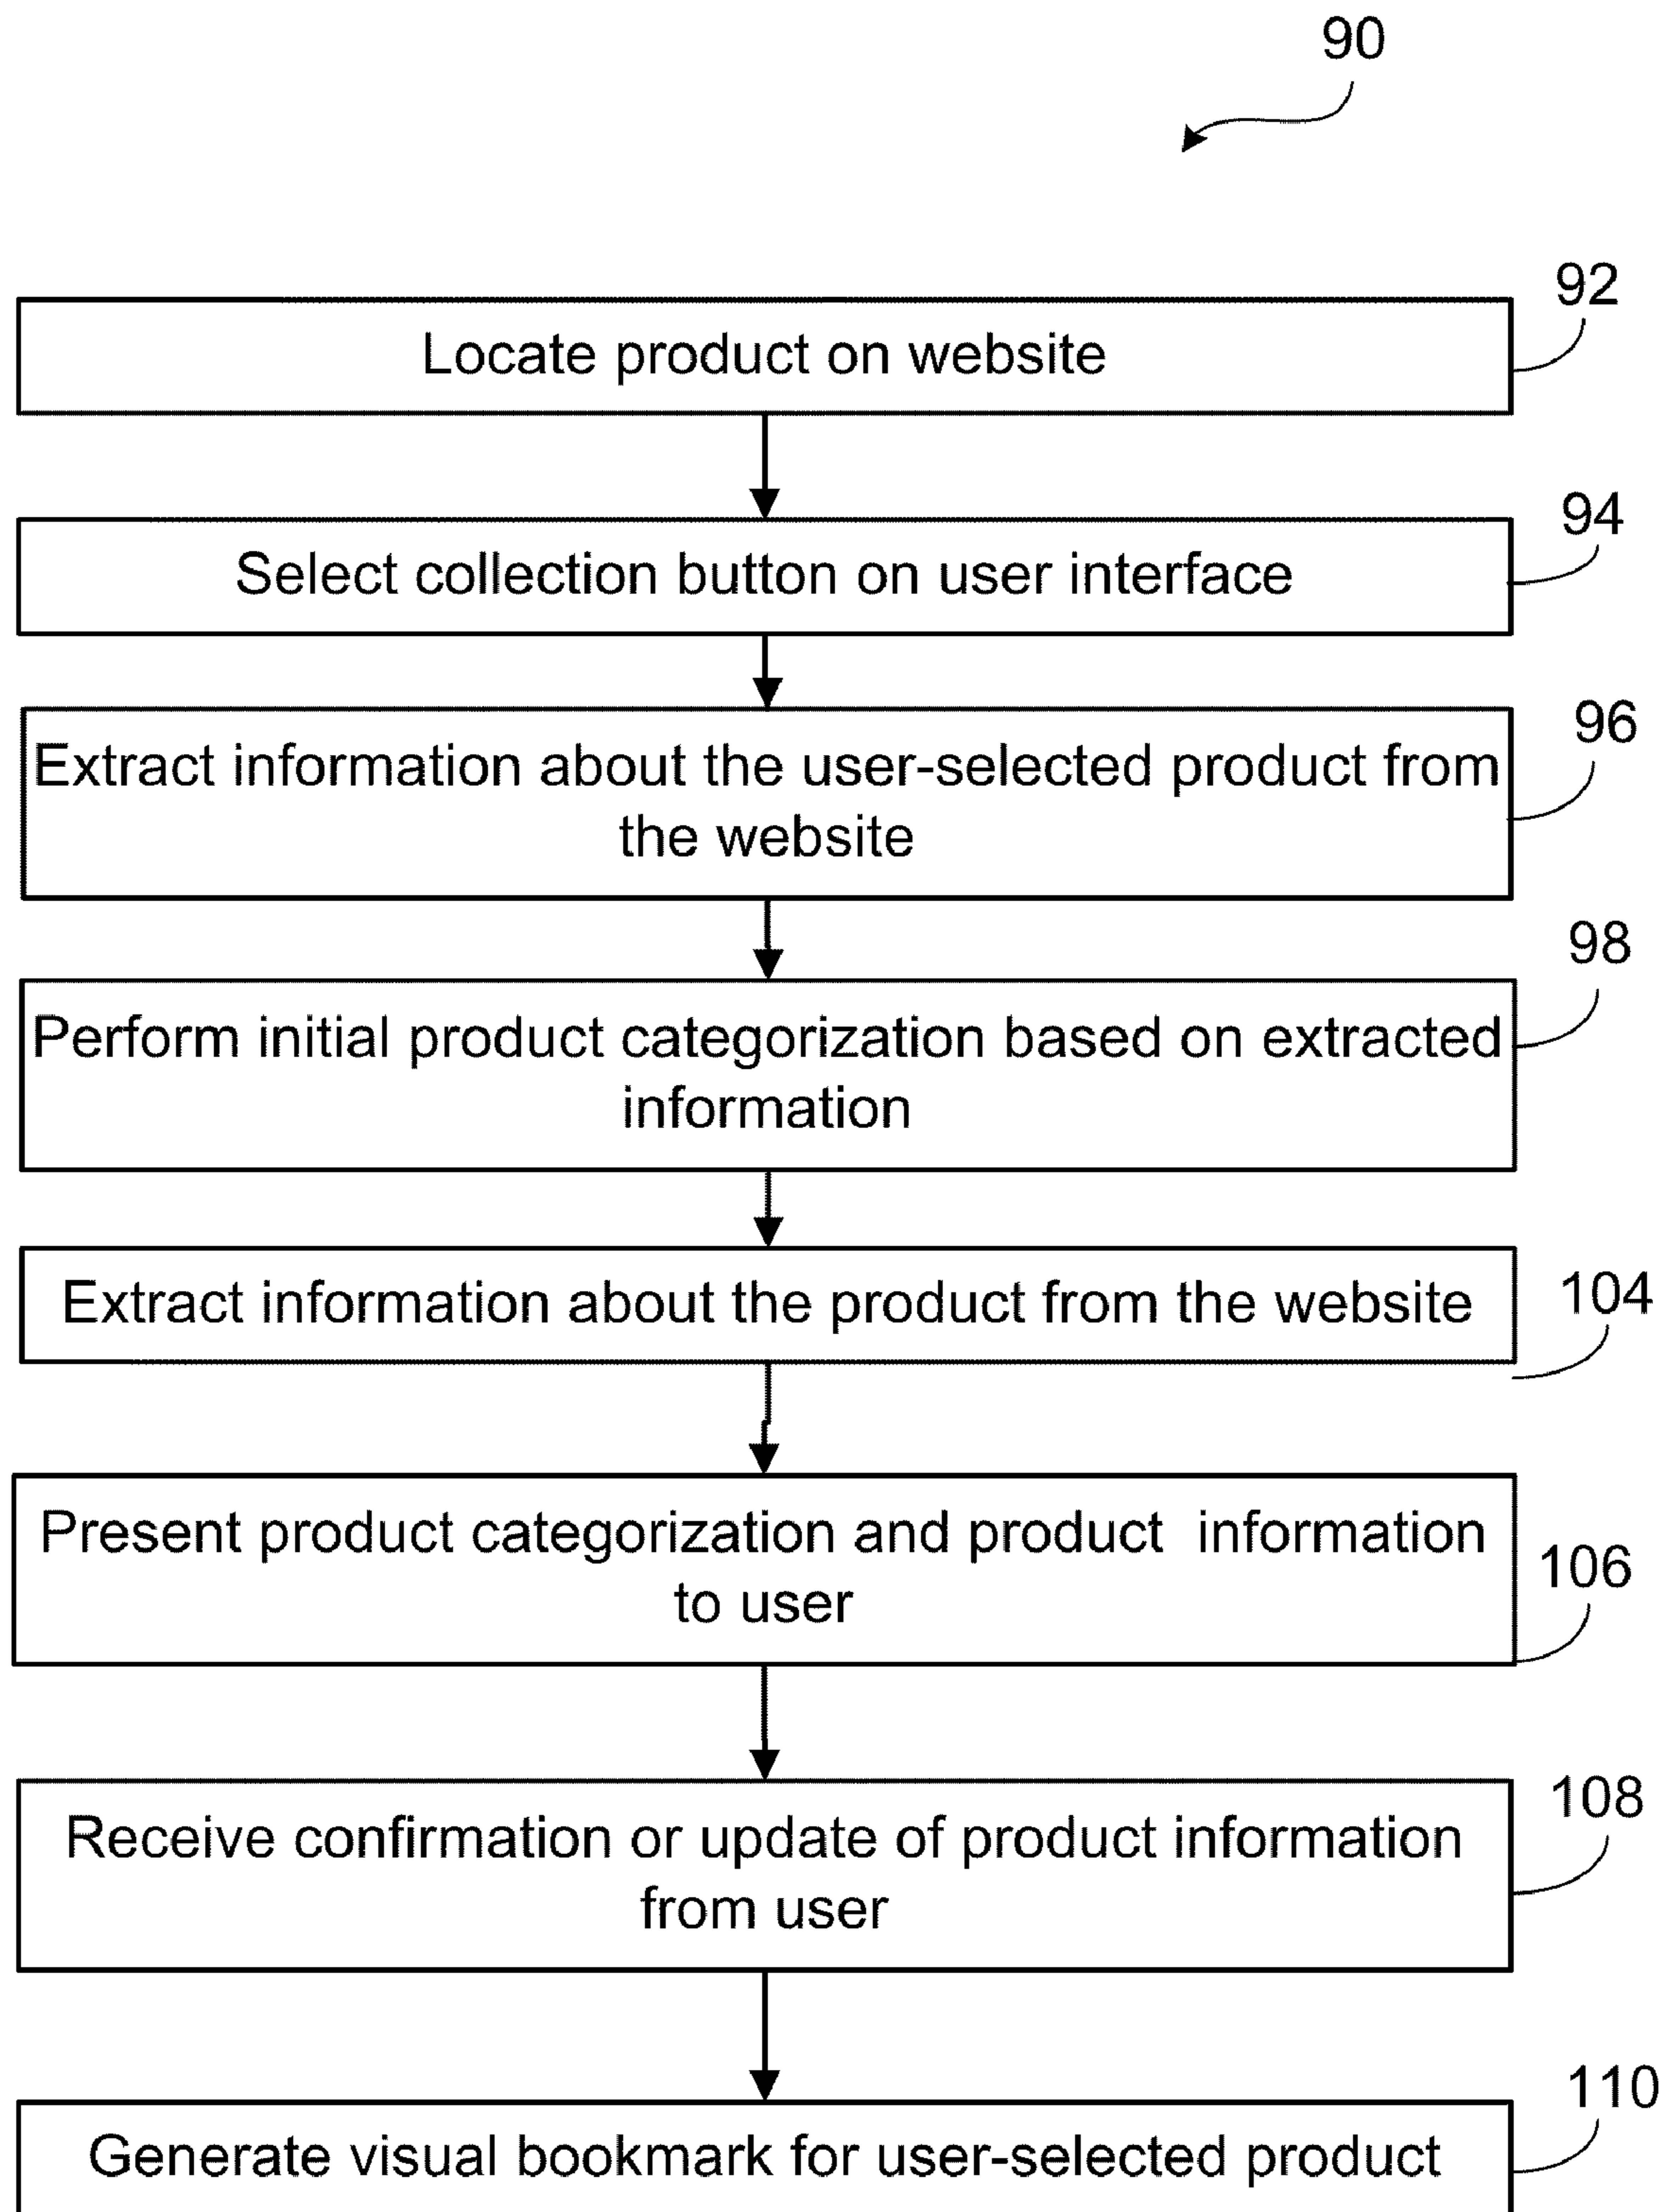 90
92
Locate product on website
94
Select collection button on user interface
96
Extract information about the user-selected product from
the website
98
Perform initial product categorization based on extracted
information
104
Extract information about the product from the website
Present product categorization and product information
to user
106
108
Receive confirmation or update of product information
from user
110
Generate visual bookmark for user-selected product